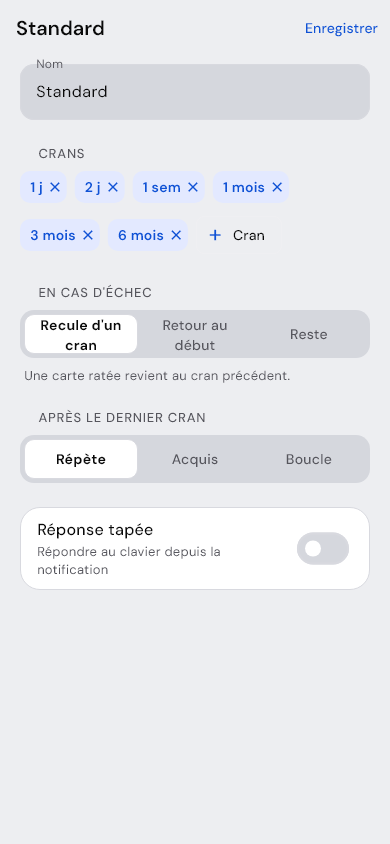 Standard
Enregistrer
Nom
Standard
CRANS
1 j ×
2 j ×
1 sem ×
1 mois ×
3 mois ×
6 mois ×
+ Cran
EN CAS D'ÉCHEC
Recule d'un
cran
Retour au
début
Reste
Une carte ratée revient au cran précédent.
APRÈS LE DERNIER CRAN
Répète
Acquis
Boucle
Réponse tapée
Répondre au clavier depuis la
notification